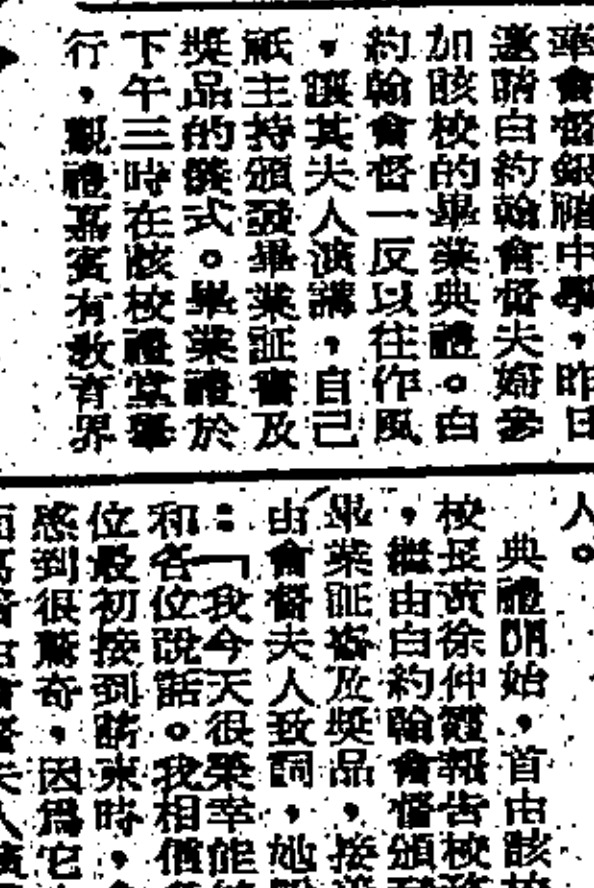 華會督銀禧中學，昨日
邀請白約翰會督夫婦參
加該校的畢業典禮。白
約翰會督一反以往作風
，讓其夫人演講，自己
祇主持頒發畢業証書及
獎品的儀式。畢業禮於
下午三時在該校禮堂舉
行，觀禮嘉賓有教育界
人。
典禮開始，首由該
校長黃徐仲霞報告校
，繼由白約翰會督頒
畢業証書及獎品，接
由會督夫人致詞，她
：「我今天很榮幸能
和各位說話。我相信
位最初接到請柬時，
感到很驚奇，因為它